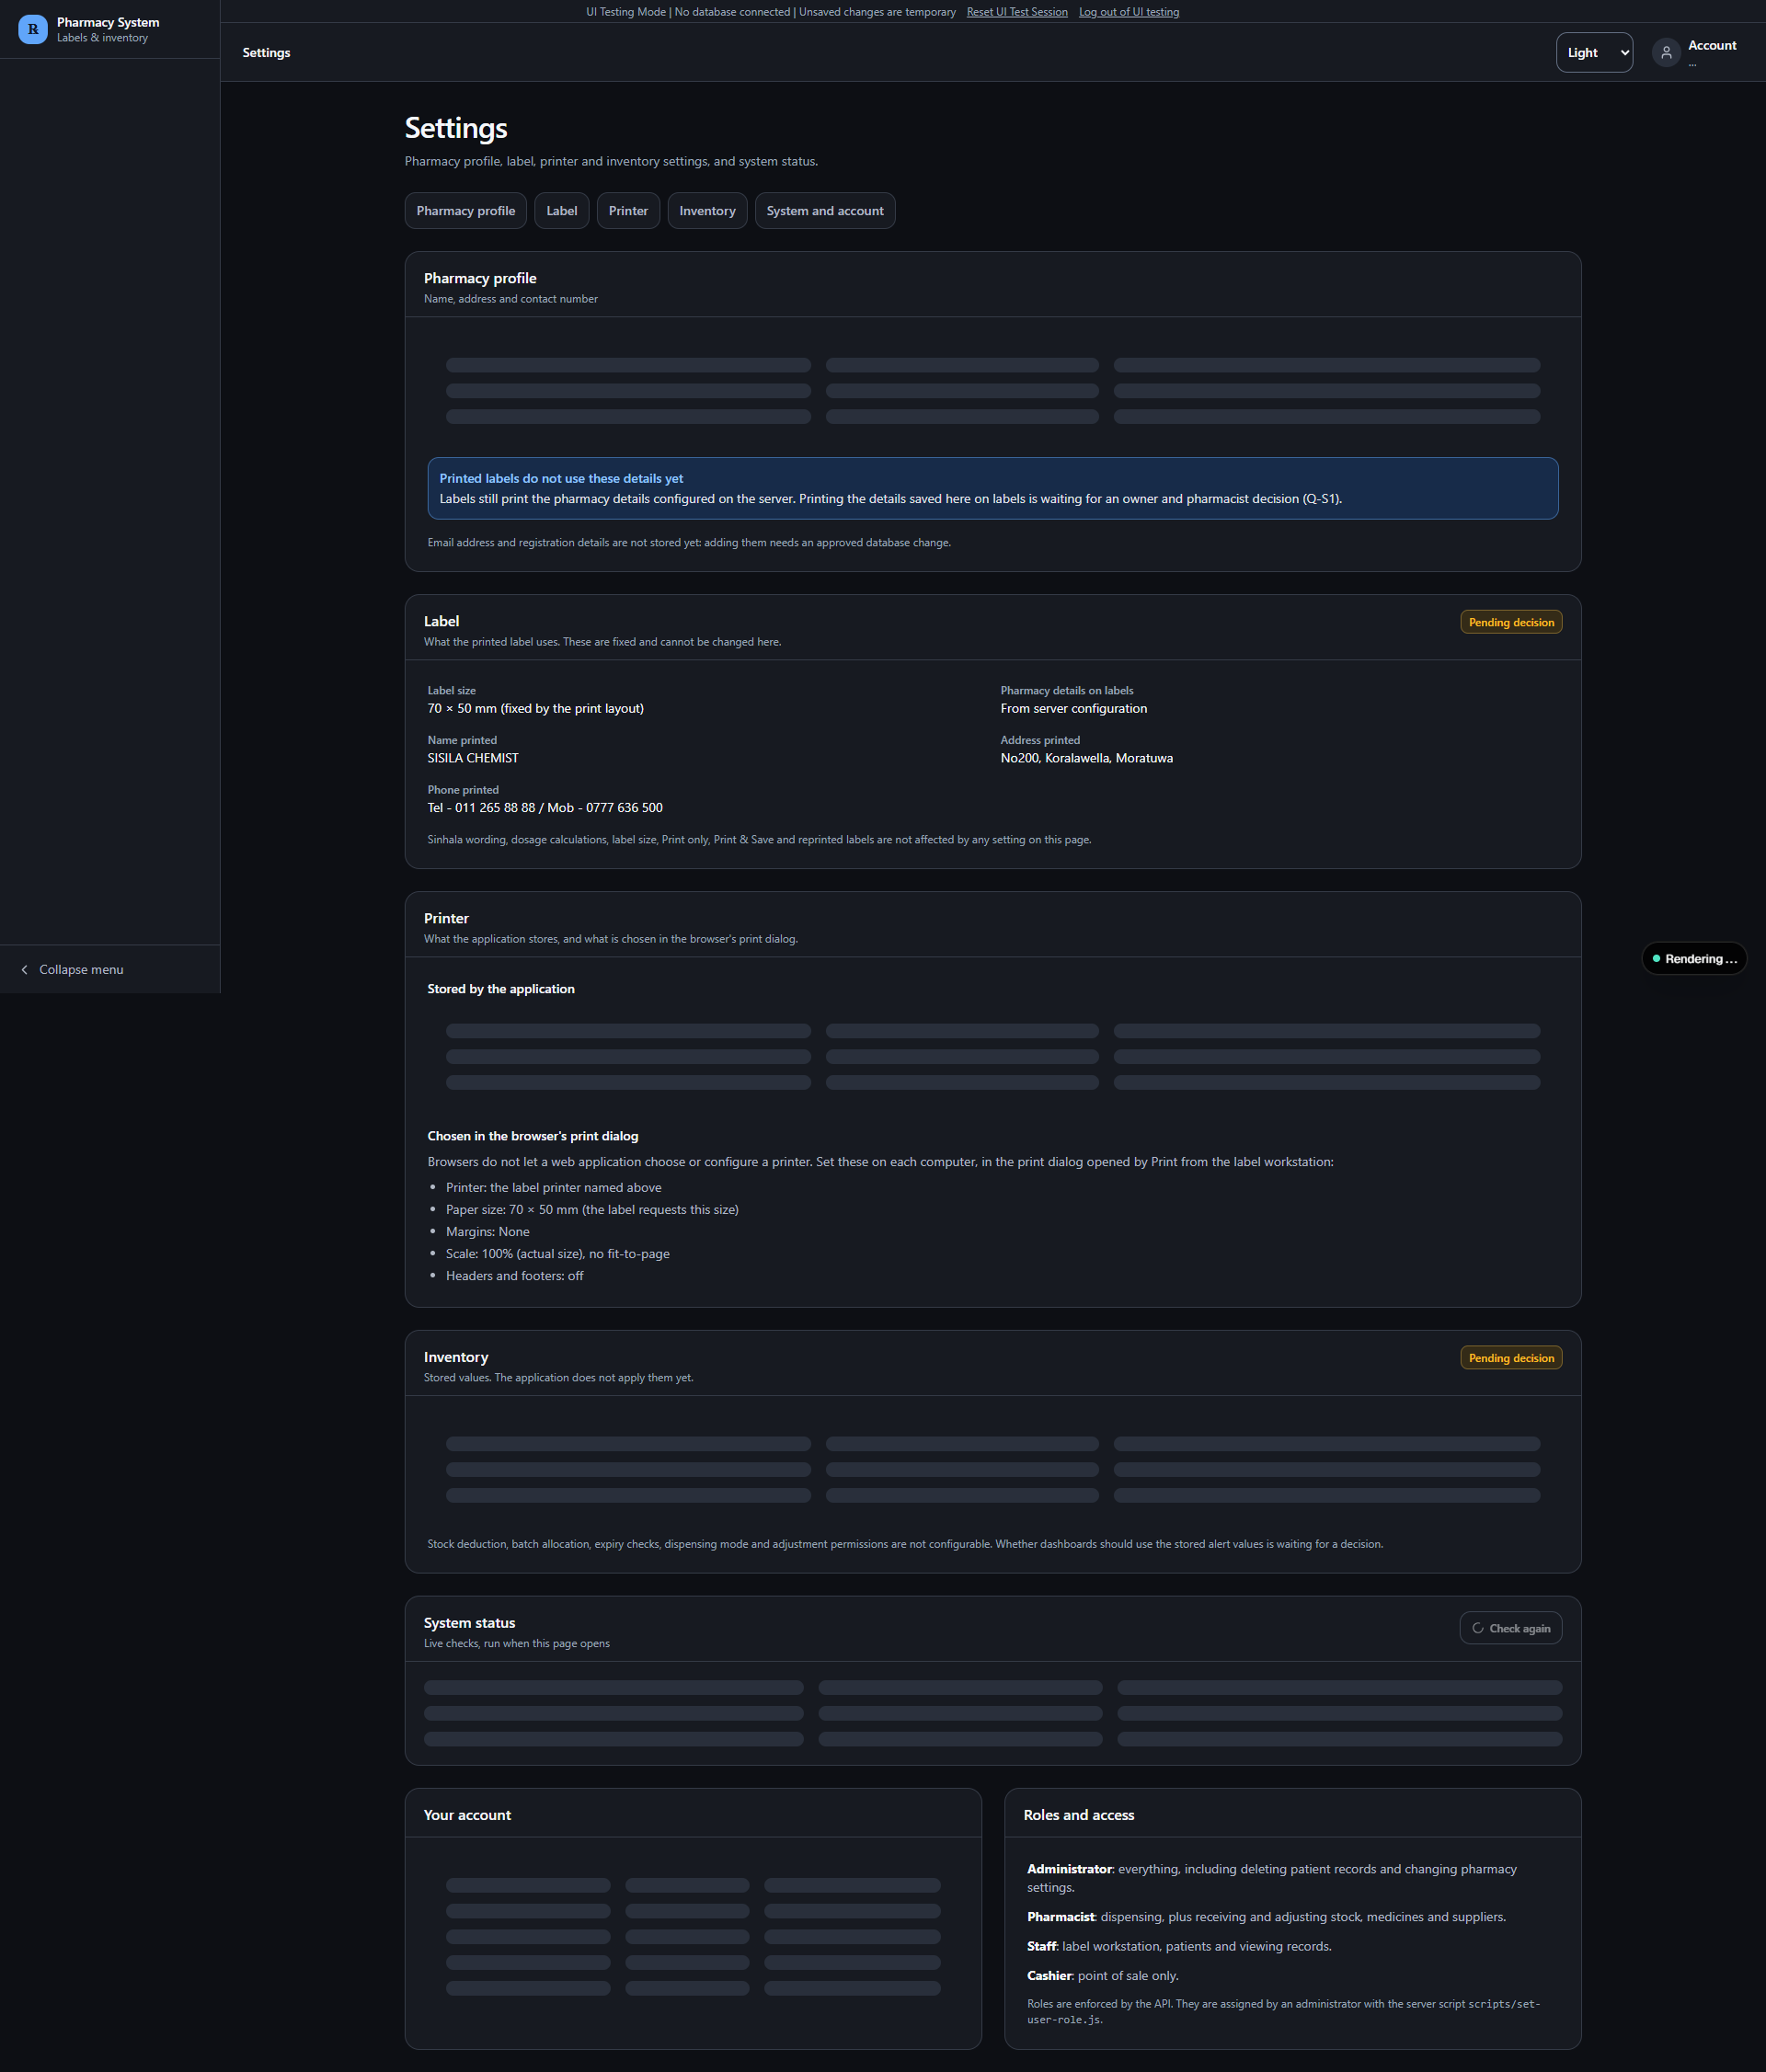 ℞ Pharmacy System
Labels & inventory
UI Testing Mode | No database connected | Unsaved changes are temporary Reset UI Test Session Log out of UI testing
Settings
Light
Account
...
Settings
Pharmacy profile, label, printer and inventory settings, and system status.
Pharmacy profile
Label
Printer
Inventory
System and account
Pharmacy profile
Name, address and contact number
Printed labels do not use these details yet
Labels still print the pharmacy details configured on the server. Printing the details saved here on labels is waiting for an owner and pharmacist decision (Q-S1).
Email address and registration details are not stored yet: adding them needs an approved database change.
Label
Pending decision
What the printed label uses. These are fixed and cannot be changed here.
Label size
70 × 50 mm (fixed by the print layout)
Pharmacy details on labels
From server configuration
Name printed
SISILA CHEMIST
Address printed
No200, Koralawella, Moratuwa
Phone printed
Tel - 011 265 88 88 / Mob - 0777 636 500
Sinhala wording, dosage calculations, label size, Print only, Print & Save and reprinted labels are not affected by any setting on this page.
Printer
What the application stores, and what is chosen in the browser's print dialog.
Collapse menu
Rendering ...
Stored by the application
Chosen in the browser's print dialog
Browsers do not let a web application choose or configure a printer. Set these on each computer, in the print dialog opened by Print from the label workstation:
• Printer: the label printer named above
• Paper size: 70 × 50 mm (the label requests this size)
• Margins: None
• Scale: 100% (actual size), no fit-to-page
• Headers and footers: off
Inventory
Pending decision
Stored values. The application does not apply them yet.
Stock deduction, batch allocation, expiry checks, dispensing mode and adjustment permissions are not configurable. Whether dashboards should use the stored alert values is waiting for a decision.
System status
Check again
Live checks, run when this page opens
Your account
Roles and access
Administrator: everything, including deleting patient records and changing pharmacy
settings.
Pharmacist: dispensing, plus receiving and adjusting stock, medicines and suppliers.
Staff: label workstation, patients and viewing records.
Cashier: point of sale only.
Roles are enforced by the API. They are assigned by an administrator with the server script scripts/set-
user-role.js.